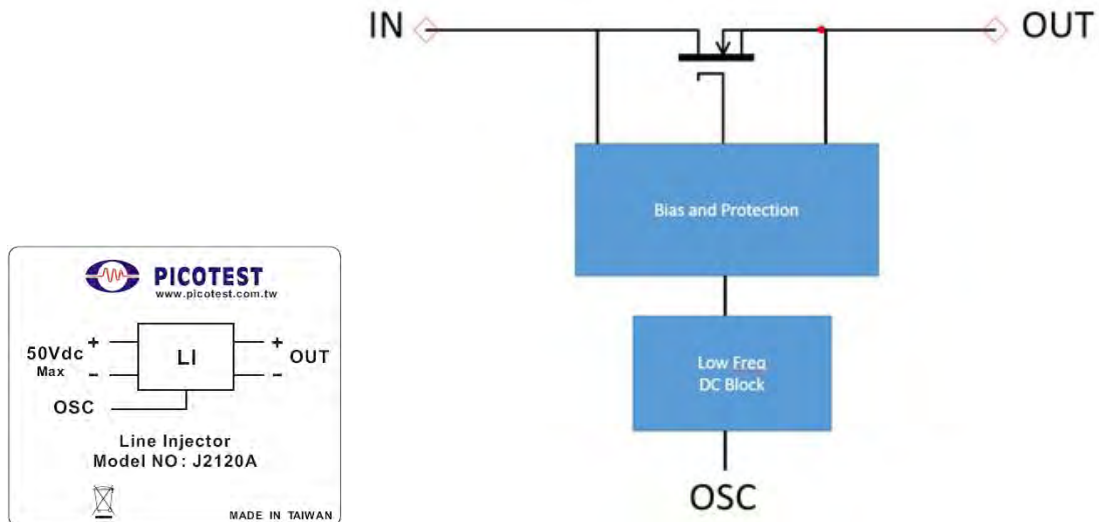 IN
OUT
Bias and Protection
Low Freq
DC Block
OSC
PICOTEST
www.picotest.com.tw
50Vdc
Max
+
-
LI
+
-
OUT
OSC
Line Injector
Model NO: J2120A
MADE IN TAIWAN